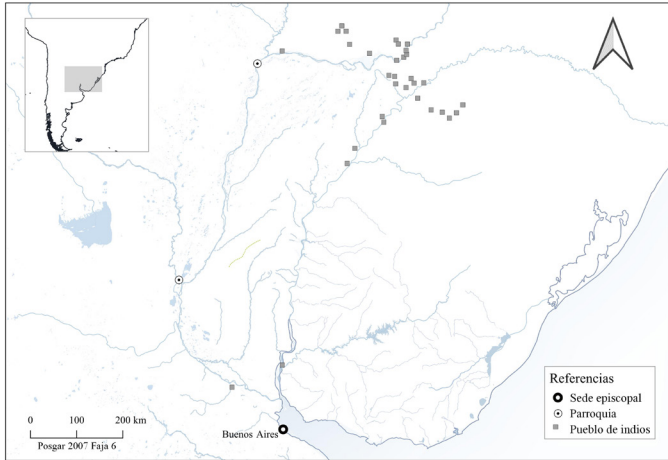 Referencias
Sede episcopal
Parroquia
Pueblo de indios
Buenos Aires
0 100 200 km
Posgar 2007 Faja 6